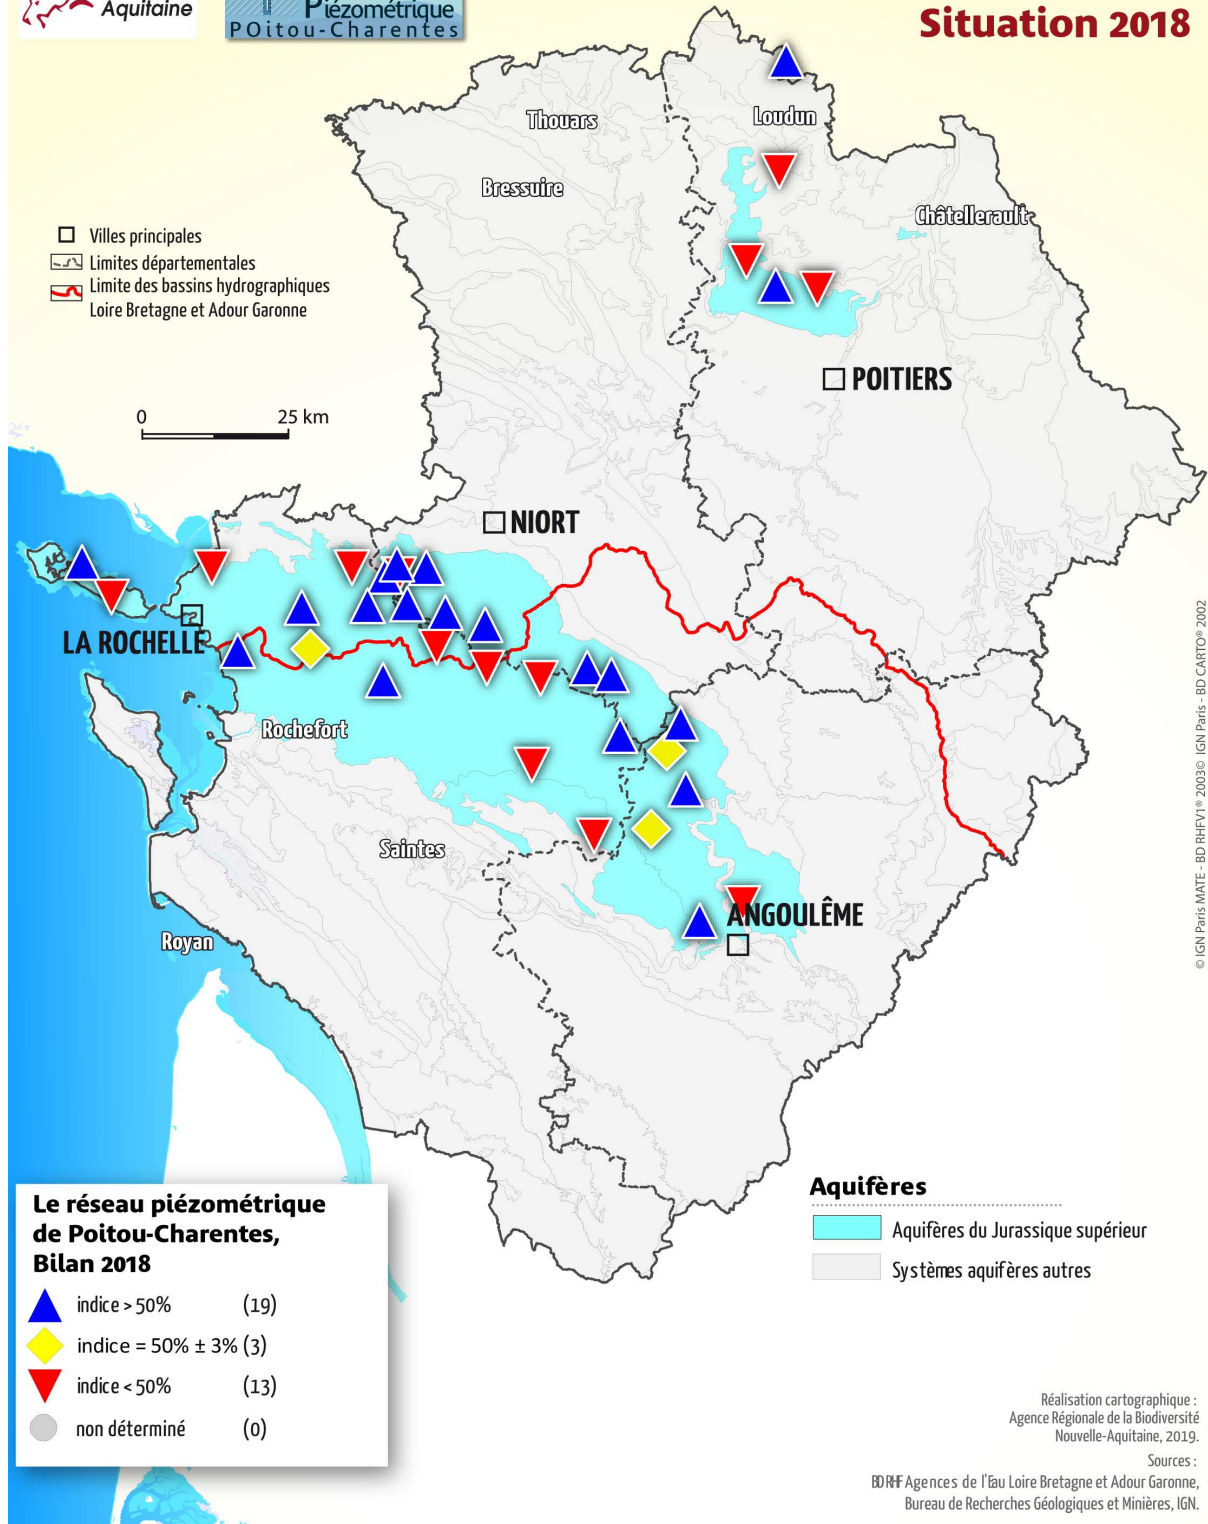 Aquitaine
Piézométrique
POitou-Charentes
Situation 2018
Thouars
Loudun
Bressuire
Châtellerault
Villes principales
Limites départementales
Limite des bassins hydrographiques
Loire Bretagne et Adour Garonne
POITIERS
0 25 km
NIORT
LA ROCHELLE
Rochefort
Saintes
ANGOULÊME
Royan
© IGN Paris MATE - BD RHFV1® 2003© IGN Paris - BD CARTO® 2002
Le réseau piézométrique
de Poitou-Charentes,
Bilan 2018
indice > 50% (19)
indice = 50% ± 3% (3)
indice < 50% (13)
non déterminé (0)
Aquifères
Aquifères du Jurassique supérieur
Systèmes aquifères autres
Réalisation cartographique :
Agence Régionale de la Biodiversité
Nouvelle-Aquitaine, 2019.
Sources :
BDRHF Agences de l'Eau Loire Bretagne et Adour Garonne,
Bureau de Recherches Géologiques et Minières, IGN.